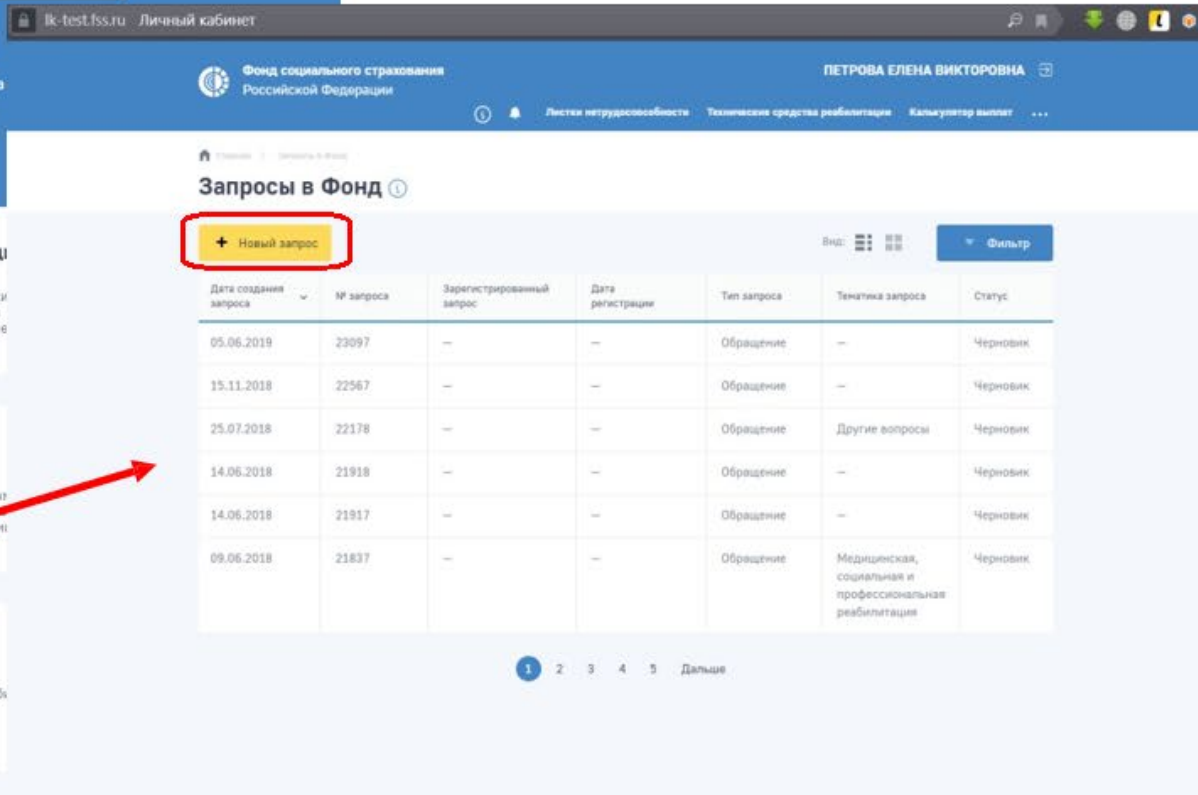 lk-test.fss.ru Личный кабинет
Фонд социального страхования
Российской Федерации
ПЕТРОВА ЕЛЕНА ВИКТОРОВНА
Листки нетрудоспособности Технические средства реабилитации Калькулятор выплат ...
Главная / Запросы в Фонд
Запросы в Фонд
+ Новый запрос
Вид:
Фильтр
Дата создания запроса № запроса Зарегистрированный запрос Дата регистрации Тип запроса Тематика запроса Статус
05.06.2019 23097 — — Обращение — Черновик
15.11.2018 22567 — — Обращение — Черновик
25.07.2018 22178 — — Обращение Другие вопросы Черновик
14.06.2018 21918 — — Обращение — Черновик
14.06.2018 21917 — — Обращение — Черновик
09.06.2018 21837 — — Обращение Медицинская, Черновик
социальная и
профессиональная
реабилитация
1 2 3 4 5 Дальше